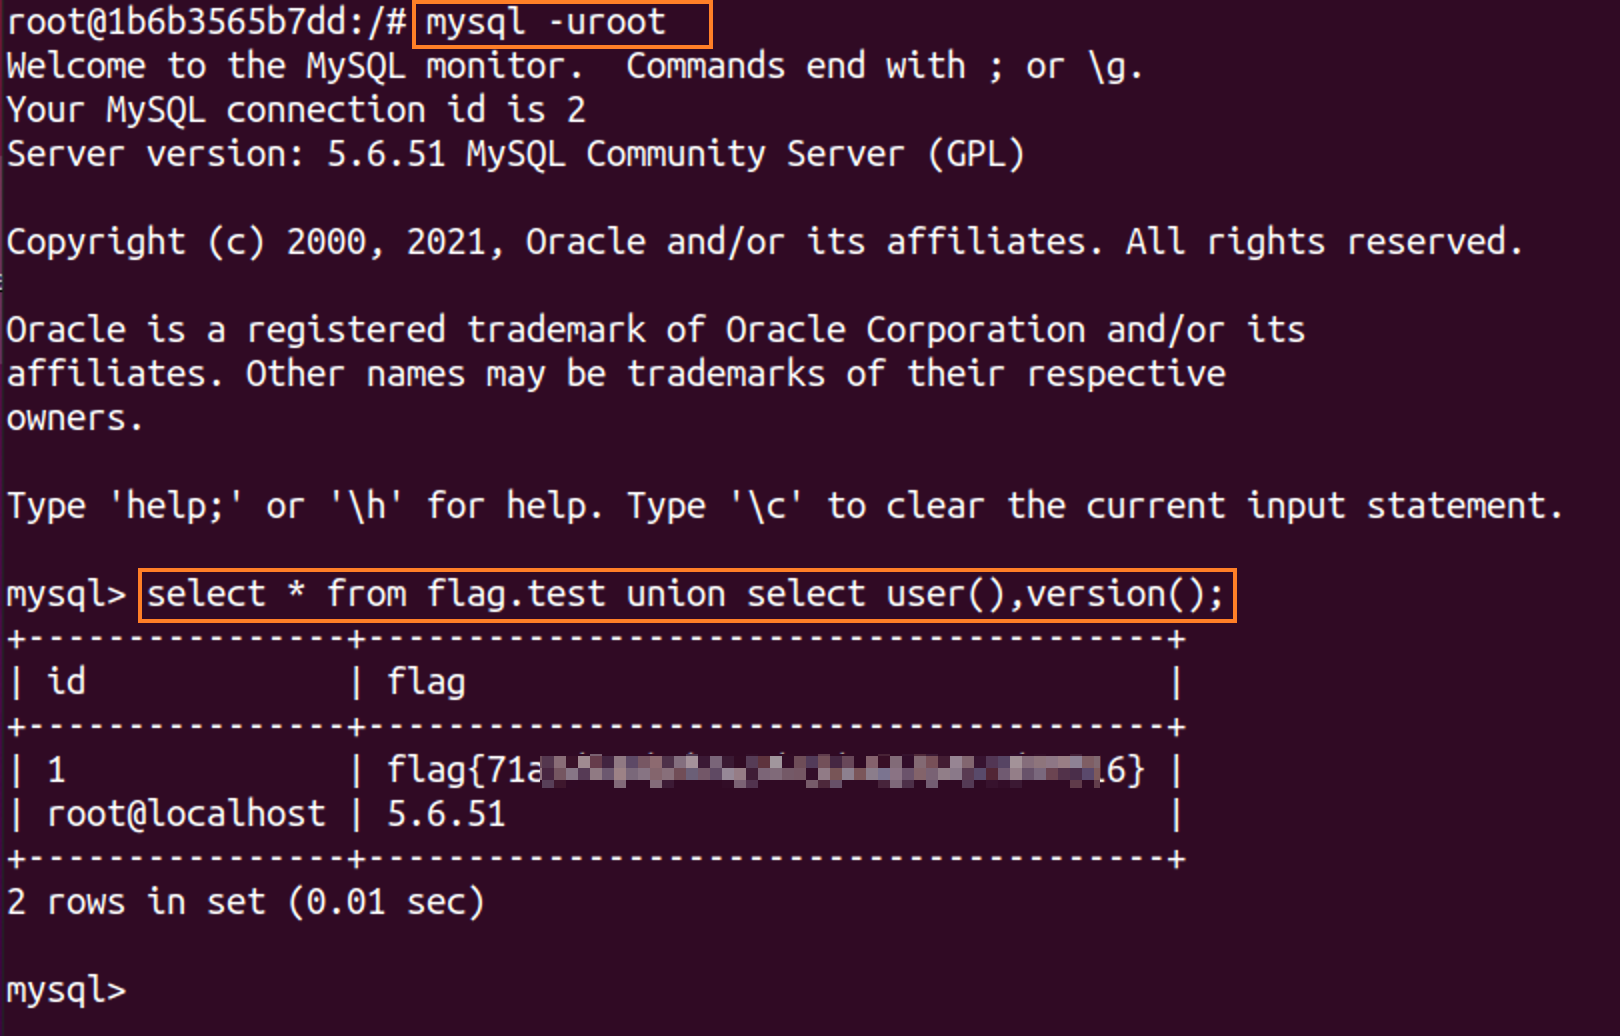 root@1b6b3565b7dd:/# mysql -uroot
Welcome to the MySQL monitor.  Commands end with ; or \g.
Your MySQL connection id is 2
Server version: 5.6.51 MySQL Community Server (GPL)
Copyright (c) 2000, 2021, Oracle and/or its affiliates. All rights reserved.
Oracle is a registered trademark of Oracle Corporation and/or its
affiliates. Other names may be trademarks of their respective
owners.
Type 'help;' or '\h' for help. Type '\c' to clear the current input statement.
mysql> select * from flag.test union select user(),version();
+----------------+----------------------------------------+
| id             | flag                                   |
+----------------+----------------------------------------+
| 1              | flag{71a 6} |
| root@localhost | 5.6.51                                 |
+----------------+----------------------------------------+
2 rows in set (0.01 sec)
mysql>